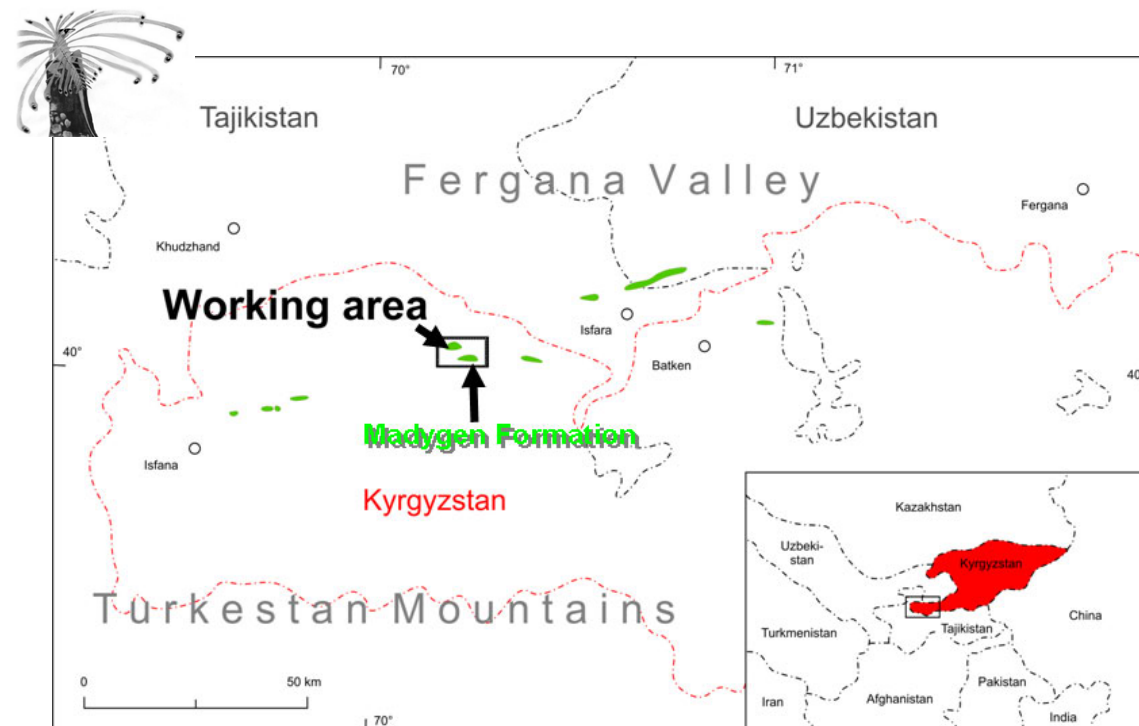 70°
71°
Tajikistan
Uzbekistan
Fergana Valley
Fergana
Khudzhand
Working area
Isfara
Batken
40°
40
Madygen Formation
Isfana
Kyrgyzstan
Turkestan Mountains
0
50 km
70°
Kazakhstan
Uzbeki-
stan
Kyrgyzstan
China
Turkmenistan
Tajikistan
Iran
Afghanistan
Pakistan
India